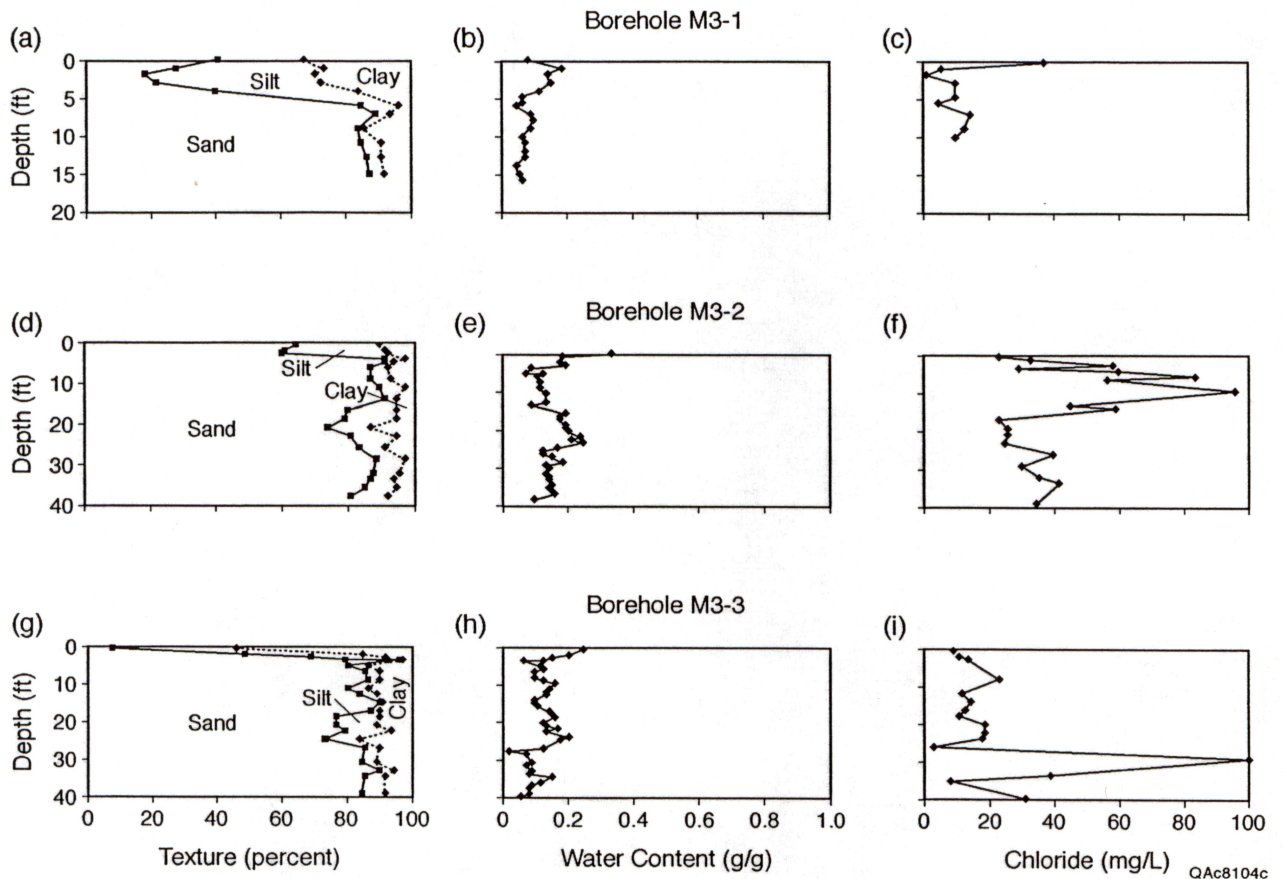 Borehole M3-1
(a)
(b)
(c)
0
5
10
15
20
Depth (ft)
Silt
Clay
Sand
Borehole M3-2
(d)
(e)
(f)
0
10
20
30
40
Depth (ft)
Silt
Clay
Sand
Borehole M3-3
(g)
(h)
(i)
0
10
20
30
40
Depth (ft)
Silt
Clay
Sand
0 20 40 60 80 100
Texture (percent)
0 0.2 0.4 0.6 0.8 1.0
Water Content (g/g)
0 20 40 60 80 100
Chloride (mg/L)
QAc8104c